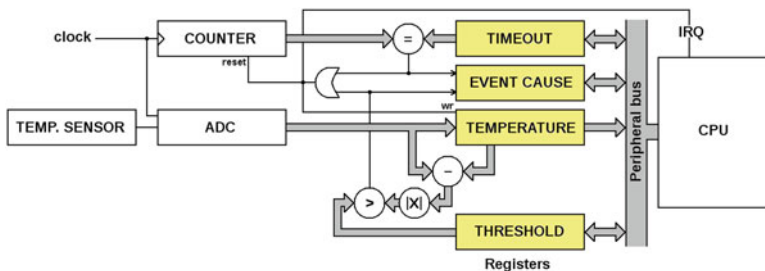 IRQ
clock
COUNTER
=
TIMEOUT
reset
EVENT CAUSE
wr
TEMP. SENSOR
ADC
TEMPERATURE
Peripheral bus
CPU
−
>
|X|
THRESHOLD
Registers